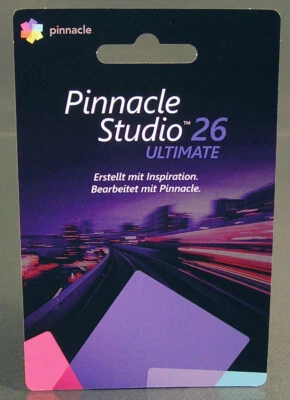 pinnacle
Pinnacle
Studio™ 26
ULTIMATE
Erstellt mit Inspiration.
Bearbeitet mit Pinnacle.